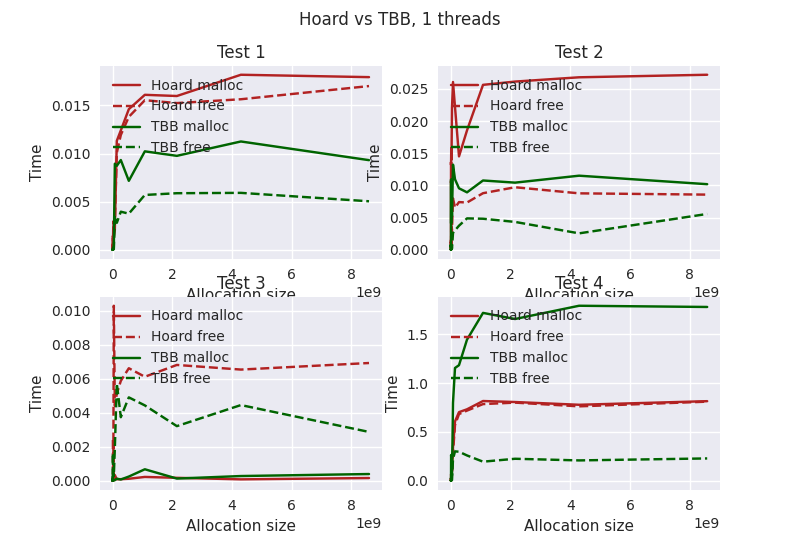 Hoard vs TBB, 1 threads
Test 1
Time
0.015
0.010
0.005
0.000
Hoard malloc
Hoard free
TBB malloc
TBB free
0 2 4 6 8
1e9
Allocation size
Test 2
Time
0.025
0.020
0.015
0.010
0.005
0.000
Hoard malloc
Hoard free
TBB malloc
TBB free
0 2 4 6 8
1e9
Allocation size
Test 3
Time
0.010
0.008
0.006
0.004
0.002
0.000
Hoard malloc
Hoard free
TBB malloc
TBB free
0 2 4 6 8
1e9
Allocation size
Test 4
Time
1.5
1.0
0.5
0.0
Hoard malloc
Hoard free
TBB malloc
TBB free
0 2 4 6 8
1e9
Allocation size